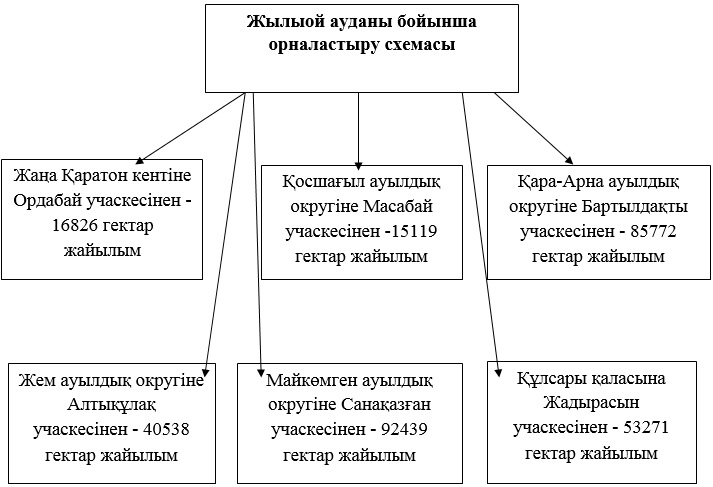 Жылыой ауданы бойынша
орналастыру схемасы
Жаңа Қаратон кентіне
Ордабай учаскесінен -
16826 гектар
жайылым
Қосшағыл ауылдық
округіне Масабай
учаскесінен -15119
гектар жайылым
Қара-Арна ауылдық
округіне Бартылдақты
учаскесінен - 85772
гектар жайылым
Жем ауылдық округіне
Алтықұлақ
учаскесінен - 40538
гектар жайылым
Майкөмген ауылдық
округіне Санақазған
учаскесінен - 92439
гектар жайылым
Құлсары қаласына
Жадырасын
учаскесінен - 53271
гектар жайылым